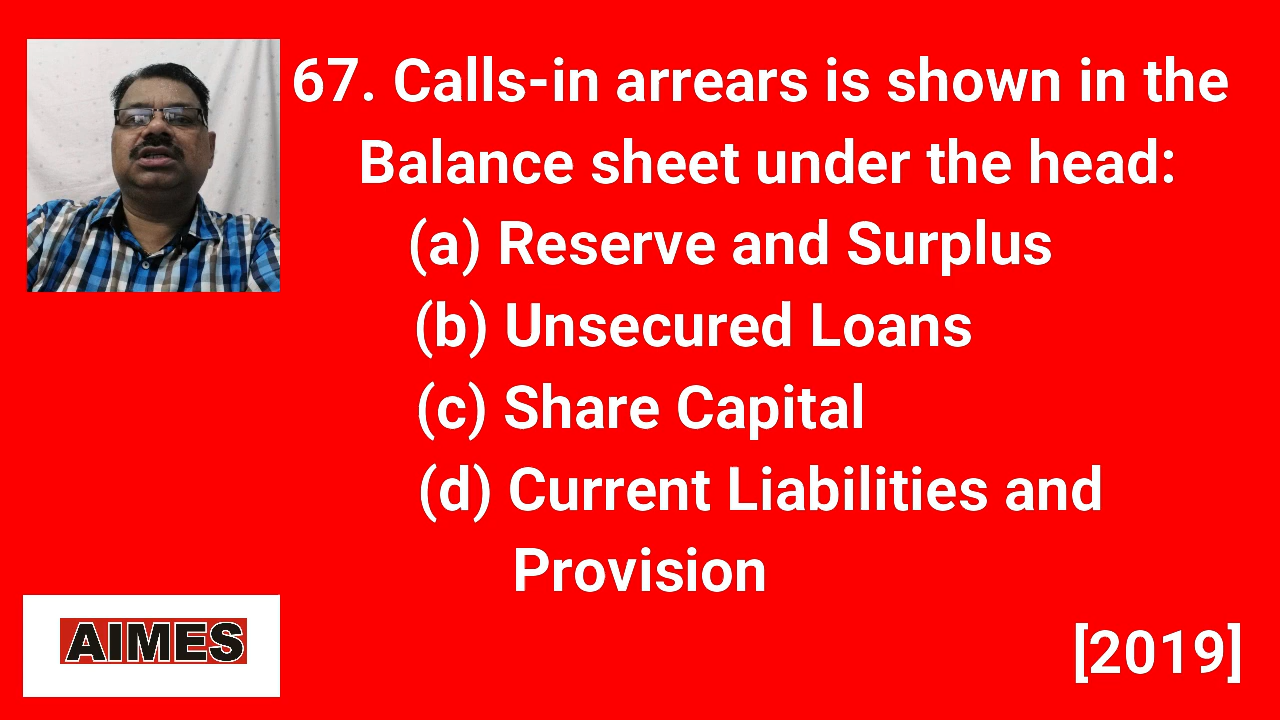 67. Calls-in arrears is shown in the
Balance sheet under the head:
(a) Reserve and Surplus
(b) Unsecured Loans
(c) Share Capital
(d) Current Liabilities and
Provision
[2019]
AIMES